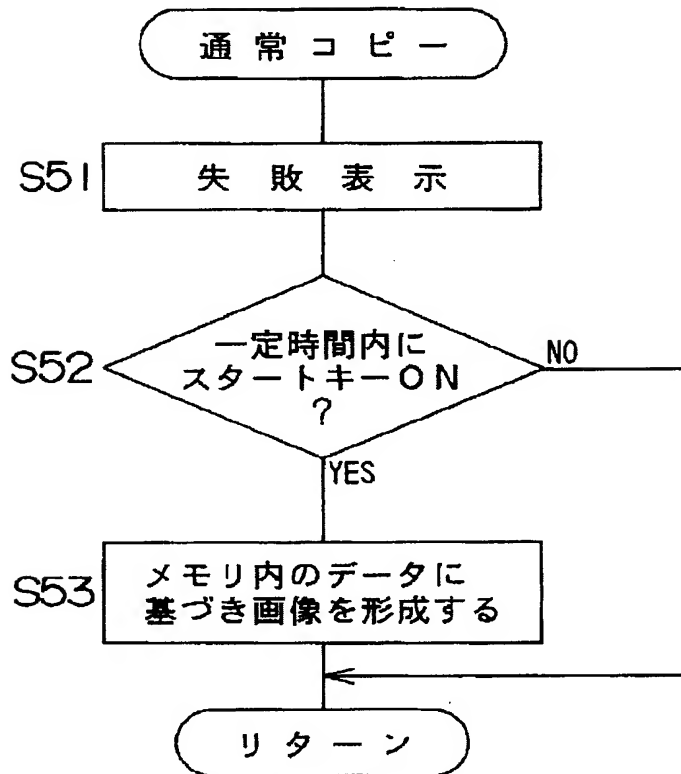 通常コピー
S51
失敗表示
S52
一定時間内に
スタートキーON
?
NO
YES
S53
メモリ内のデータに
基づき画像を形成する
リターン